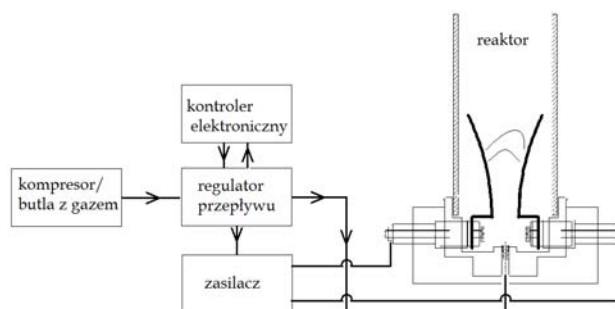 reaktor
kontroler
elektroniczny
kompresor/
butla z gazem
regulator
przepływu
zasilacz